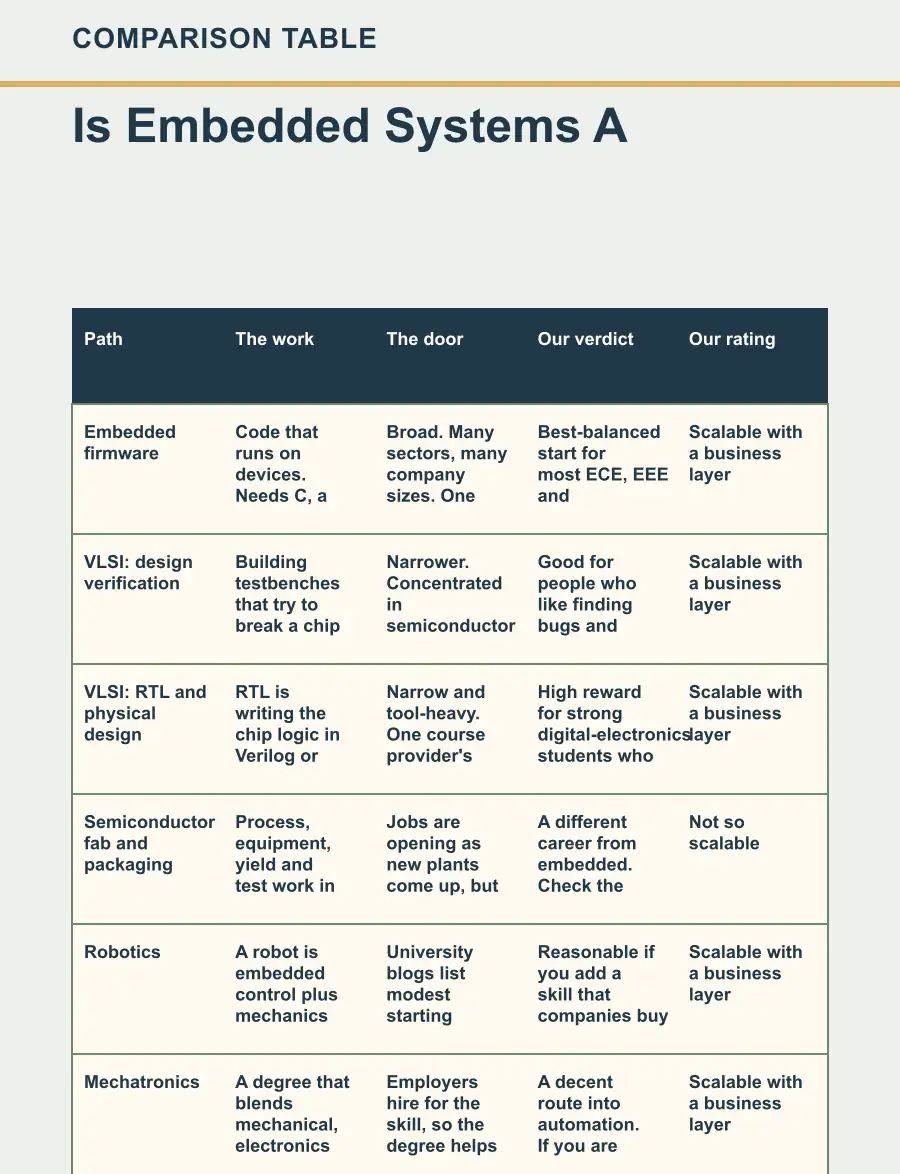 COMPARISON TABLE
Is Embedded Systems A
Path
The work
The door
Our verdict
Our rating
Embedded
firmware
Code that
runs on
devices.
Needs C, a
Broad. Many
sectors, many
company
sizes. One
Best-balanced
start for
most ECE, EEE
and
Scalable with
a business
layer
VLSI: design
verification
Building
testbenches
that try to
break a chip
Narrower.
Concentrated
in
semiconductor
Good for
people who
like finding
bugs and
Scalable with
a business
layer
VLSI: RTL and
physical
design
RTL is
writing the
chip logic in
Verilog or
Narrow and
tool-heavy.
One course
provider's
High reward
for strong
digital-electronics
students who
Scalable with
a business
layer
Semiconductor
fab and
packaging
Process,
equipment,
yield and
test work in
Jobs are
opening as
new plants
come up, but
A different
career from
embedded.
Check the
Not so
scalable
Robotics
A robot is
embedded
control plus
mechanics
University
blogs list
modest
starting
Reasonable if
you add a
skill that
companies buy
Scalable with
a business
layer
Mechatronics
A degree that
blends
mechanical,
electronics
Employers
hire for the
skill, so the
degree helps
A decent
route into
automation.
If you are
Scalable with
a business
layer